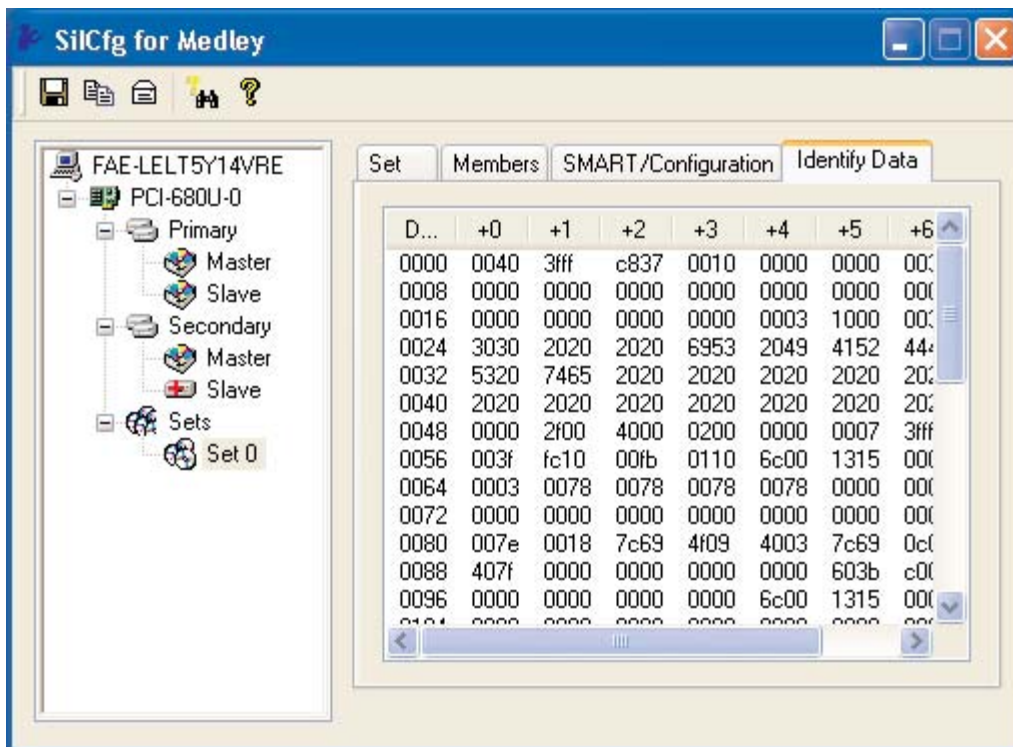 SiICfg for Medley
FAE-LELT5Y14VRE
PCI-680U-0
Primary
Master
Slave
Secondary
Master
Slave
Sets
Set 0
Set Members SMART/Configuration Identify Data
D... +0 +1 +2 +3 +4 +5 +6
0000 0040 3fff c837 0010 0000 0000
0008 0000 0000 0000 0000 0000 0000
0016 0000 0000 0000 0000 0003 1000
0024 3030 2020 2020 6953 2049 4152
0032 5320 7465 2020 2020 2020 2020
0040 2020 2020 2020 2020 2020 2020
0048 0000 2f00 4000 0200 0000 0007 3fff
0056 003f fc10 00fb 0110 6c00 1315
0064 0003 0078 0078 0078 0078 0000
0072 0000 0000 0000 0000 0000 0000
0080 007e 0018 7c69 4f09 4003 7c69
0088 407f 0000 0000 0000 0000 603b
0096 0000 0000 0000 0000 6c00 1315